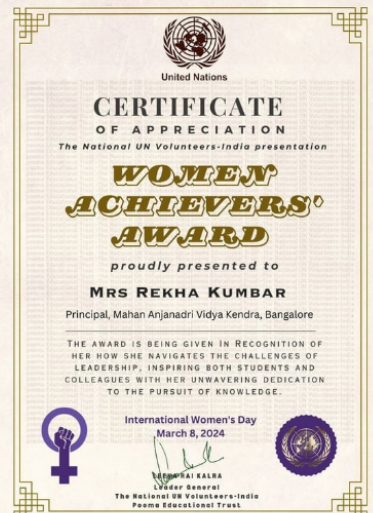 United Nations
CERTIFICATE
OF APPRECIATION
The National UN Volunteers-India presentation
WOMEN
ACHIEVERS'
AWARD
proudly presented to
MRS REKHA KUMBAR
Principal, Mahan Anjanadri Vidya Kendra, Bangalore
THE AWARD IS BEING GIVEN IN RECOGNITION OF
HER HOW SHE NAVIGATES THE CHALLENGES OF
LEADERSHIP, INSPIRING BOTH STUDENTS AND
COLLEAGUES WITH HER UNWAVERING DEDICATION
TO THE PURSUIT OF KNOWLEDGE.
International Women's Day
March 8, 2024
RAI KALRA
Leader General
The National UN Volunteers-India
Pooma Educational Trust